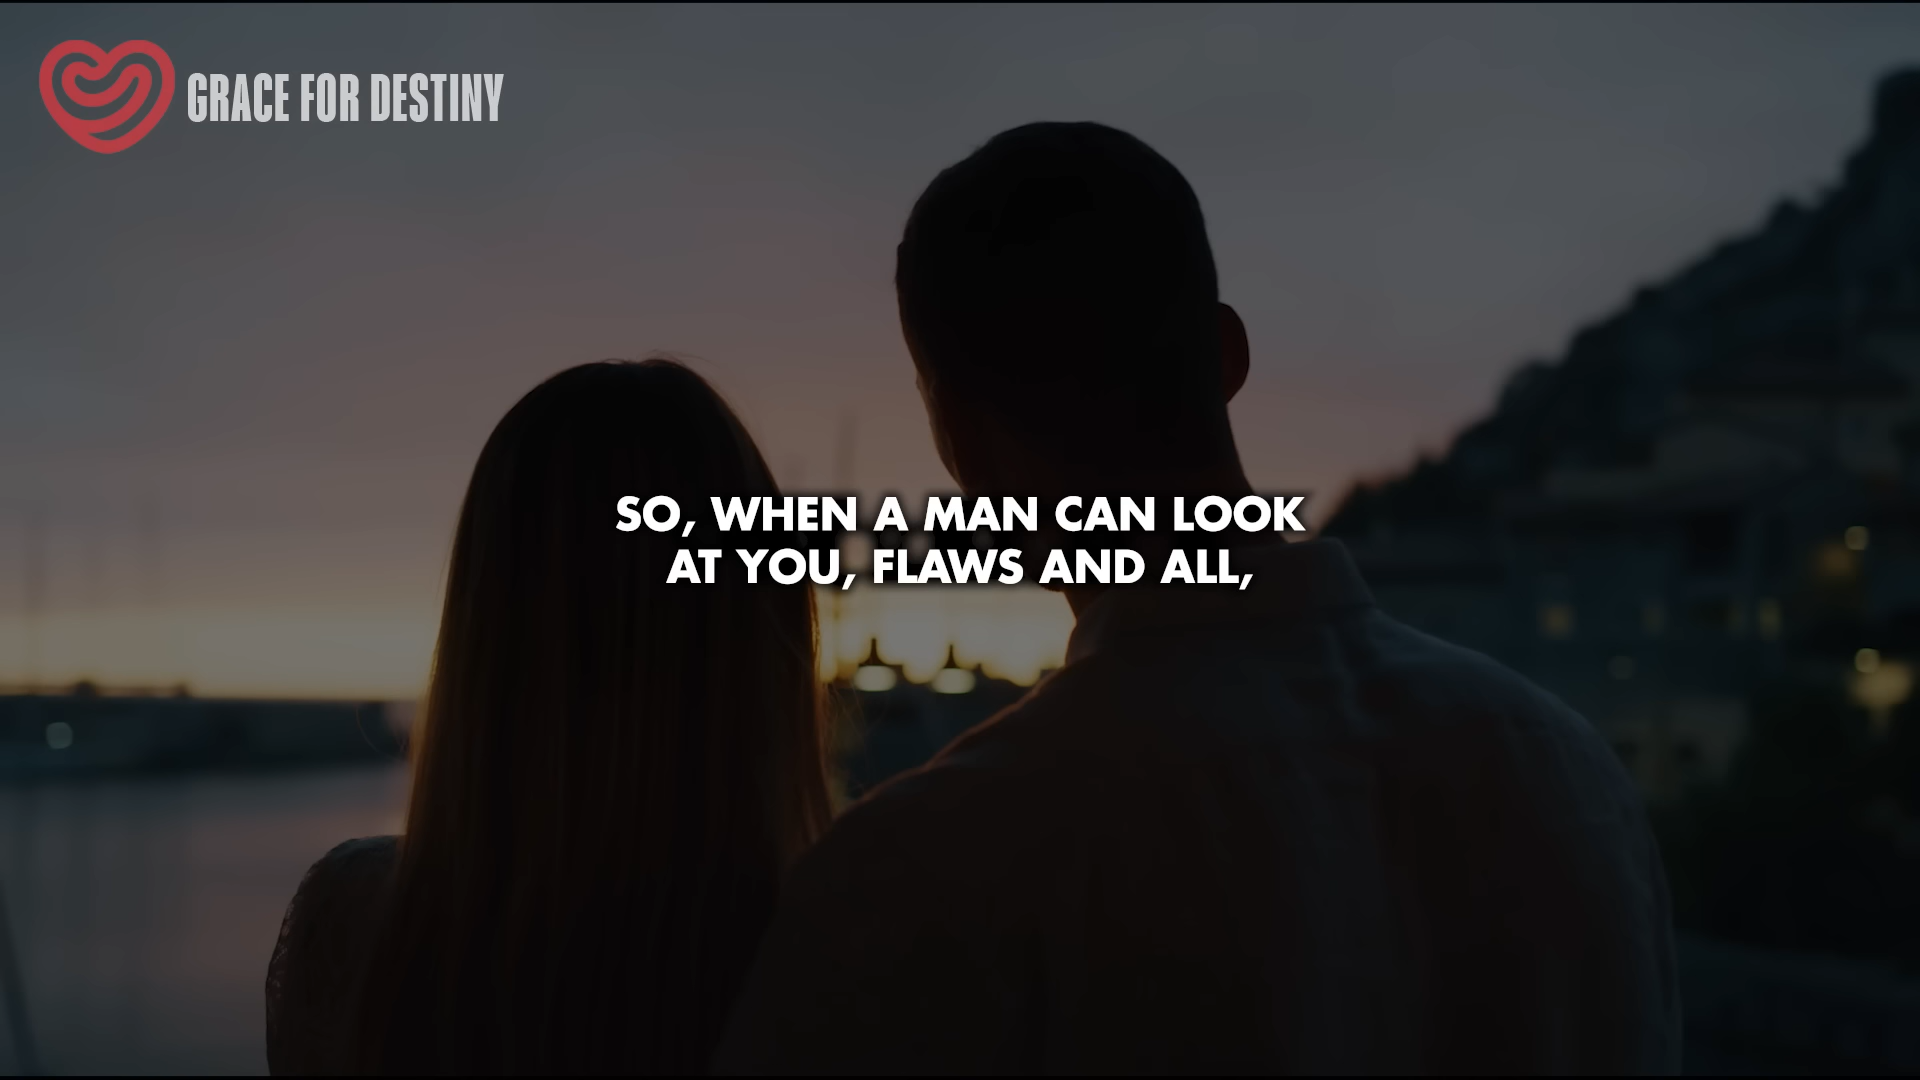 GRACE FOR DESTINY
SO, WHEN A MAN CAN LOOK
AT YOU, FLAWS AND ALL,